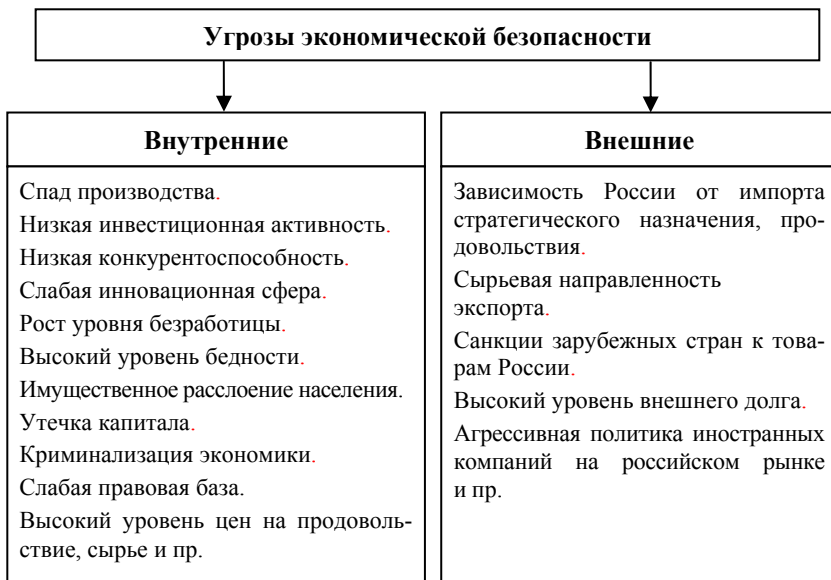 Угрозы экономической безопасности
Внутренние
Спад производства.
Низкая инвестиционная активность.
Низкая конкурентоспособность.
Слабая инновационная сфера.
Рост уровня безработицы.
Высокий уровень бедности.
Имущественное расслоение населения.
Утечка капитала.
Криминализация экономики.
Слабая правовая база.
Высокий уровень цен на продоволь-
ствие, сырье и пр.
Внешние
Зависимость России от импорта
стратегического назначения, про-
довольствия.
Сырьевая направленность
экспорта.
Санкции зарубежных стран к това-
рам России.
Высокий уровень внешнего долга.
Агрессивная политика иностранных
компаний на российском рынке
и пр.